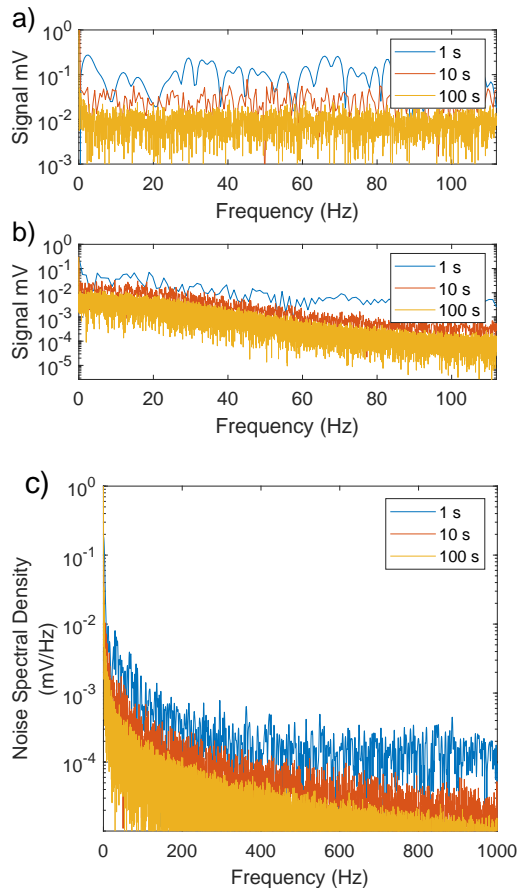 a)
10^0
10^-1
10^-2
10^-3
Signal mV
0 20 40 60 80 100
Frequency (Hz)
1 s
10 s
100 s
b)
10^0
10^-1
10^-2
10^-3
10^-4
10^-5
Signal mV
0 20 40 60 80 100
Frequency (Hz)
1 s
10 s
100 s
c)
10^0
10^-1
10^-2
10^-3
10^-4
Noise Spectral Density
(mV/Hz)
0 200 400 600 800 1000
Frequency (Hz)
1 s
10 s
100 s